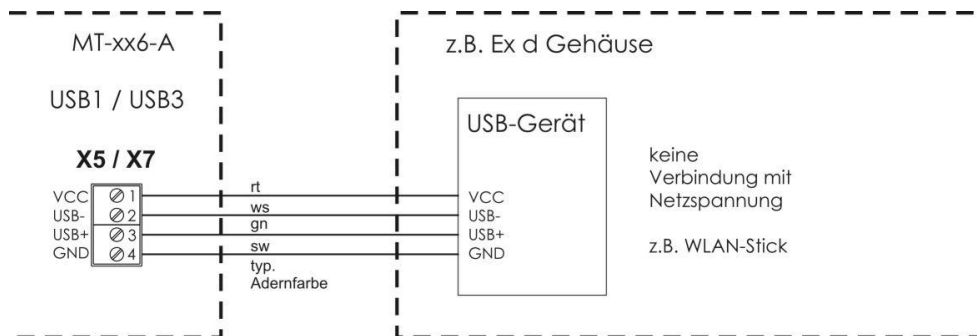 MT-xx6-A
USB1 / USB3
X5 / X7
VCC 1
USB- 2
USB+ 3
GND 4
rt
ws
gn
sw
typ.
Adernfarbe
z.B. Ex d Gehäuse
USB-Gerät
VCC
USB-
USB+
GND
keine
Verbindung mit
Netzspannung
z.B. WLAN-Stick